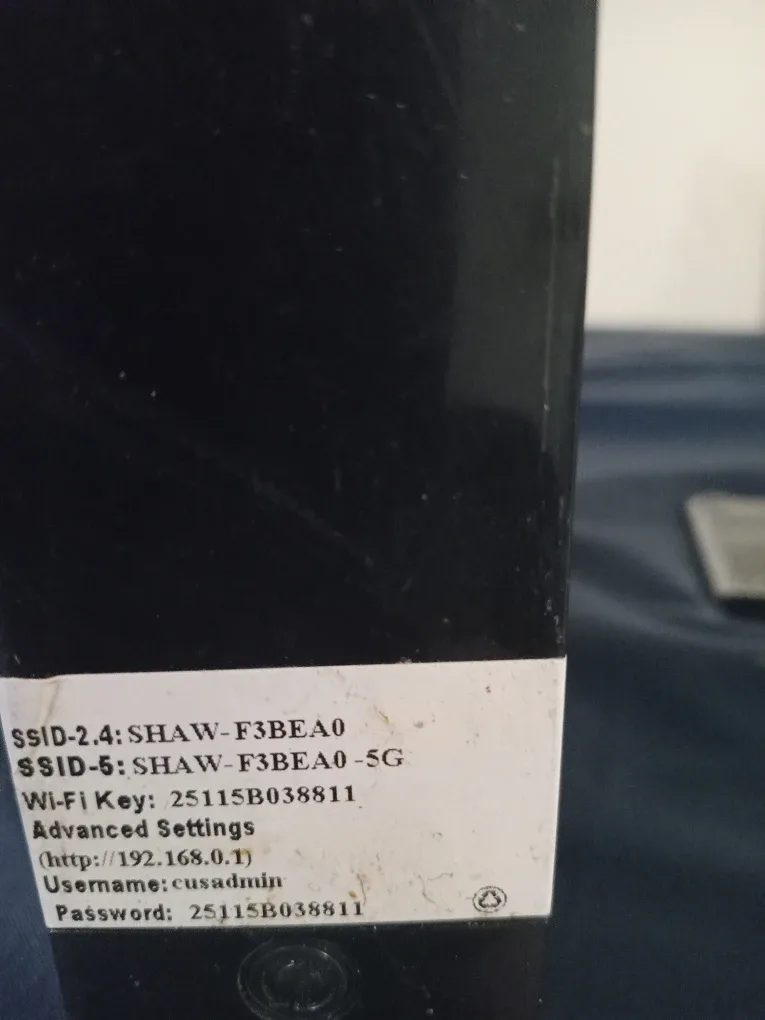 SSID-2.4: SHAW-F3BEA0
SSID-5: SHAW-F3BEA0 -5G
Wi-Fi Key: 25115B038811
Advanced Settings
(http://192.168.0.1)
Username: cusadmin
Password: 25115B038811